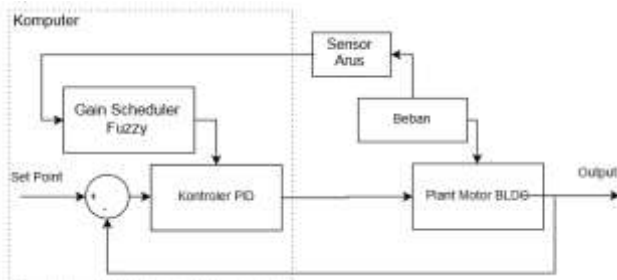 Komputer
Sensor
Arus
Gain Scheduler
Fuzzy
Beban
Set Point
+
-
Kontroler PID
Plant Motor BLDC
Output